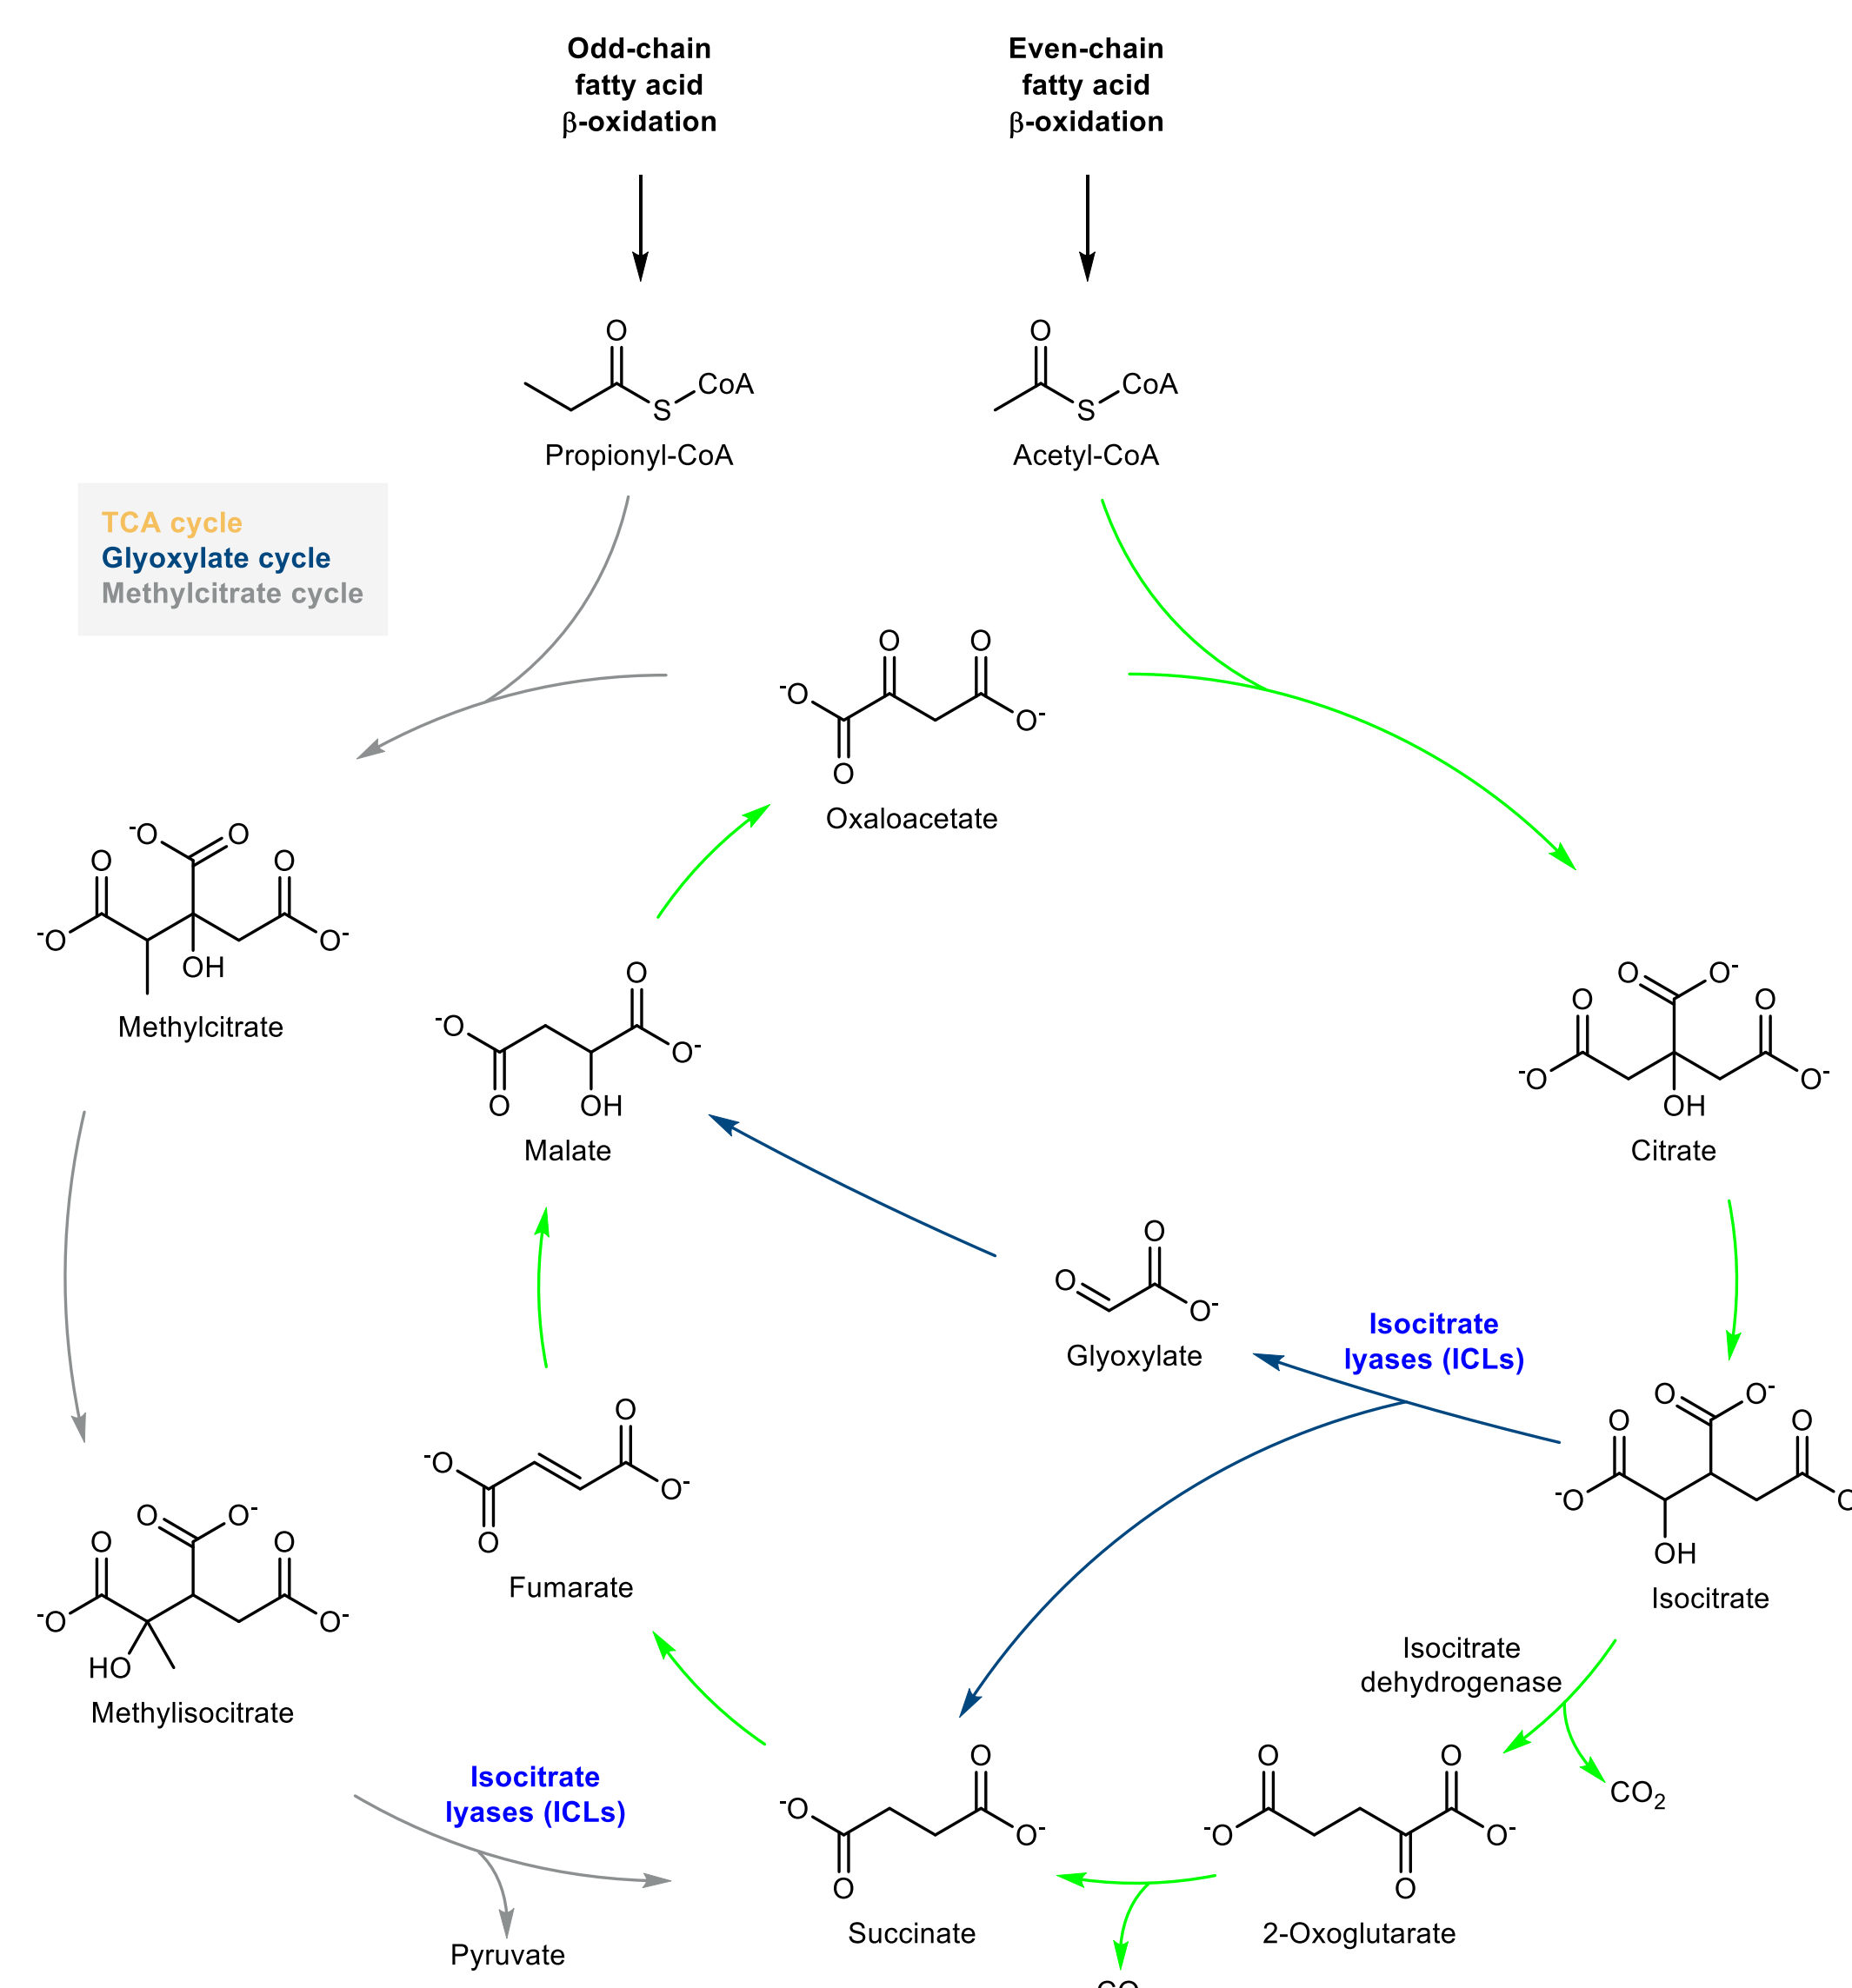 Odd-chain
fatty acid
β-oxidation
Even-chain
fatty acid
β-oxidation
O
S
CoA
Propionyl-CoA
O
S
CoA
Acetyl-CoA
TCA cycle
Glyoxylate cycle
Methylcitrate cycle
O
O
-O
O-
O
Oxaloacetate
-O
O
O
O
-O
O-
OH
Methylcitrate
O
-O
O-
O
OH
Malate
O
O-
O
O
-O
O-
OH
Citrate
O
O
O-
Glyoxylate
Isocitrate
lyases (ICLs)
O
O-
O
O
-O
OH
Isocitrate
O
-O
O-
O
Fumarate
O
O-
O
O
-O
O-
HO
Methylisocitrate
Isocitrate
dehydrogenase
CO2
Isocitrate
lyases (ICLs)
Pyruvate
O
-O
O-
O
Succinate
O
O
-O
O-
O
2-Oxoglutarate